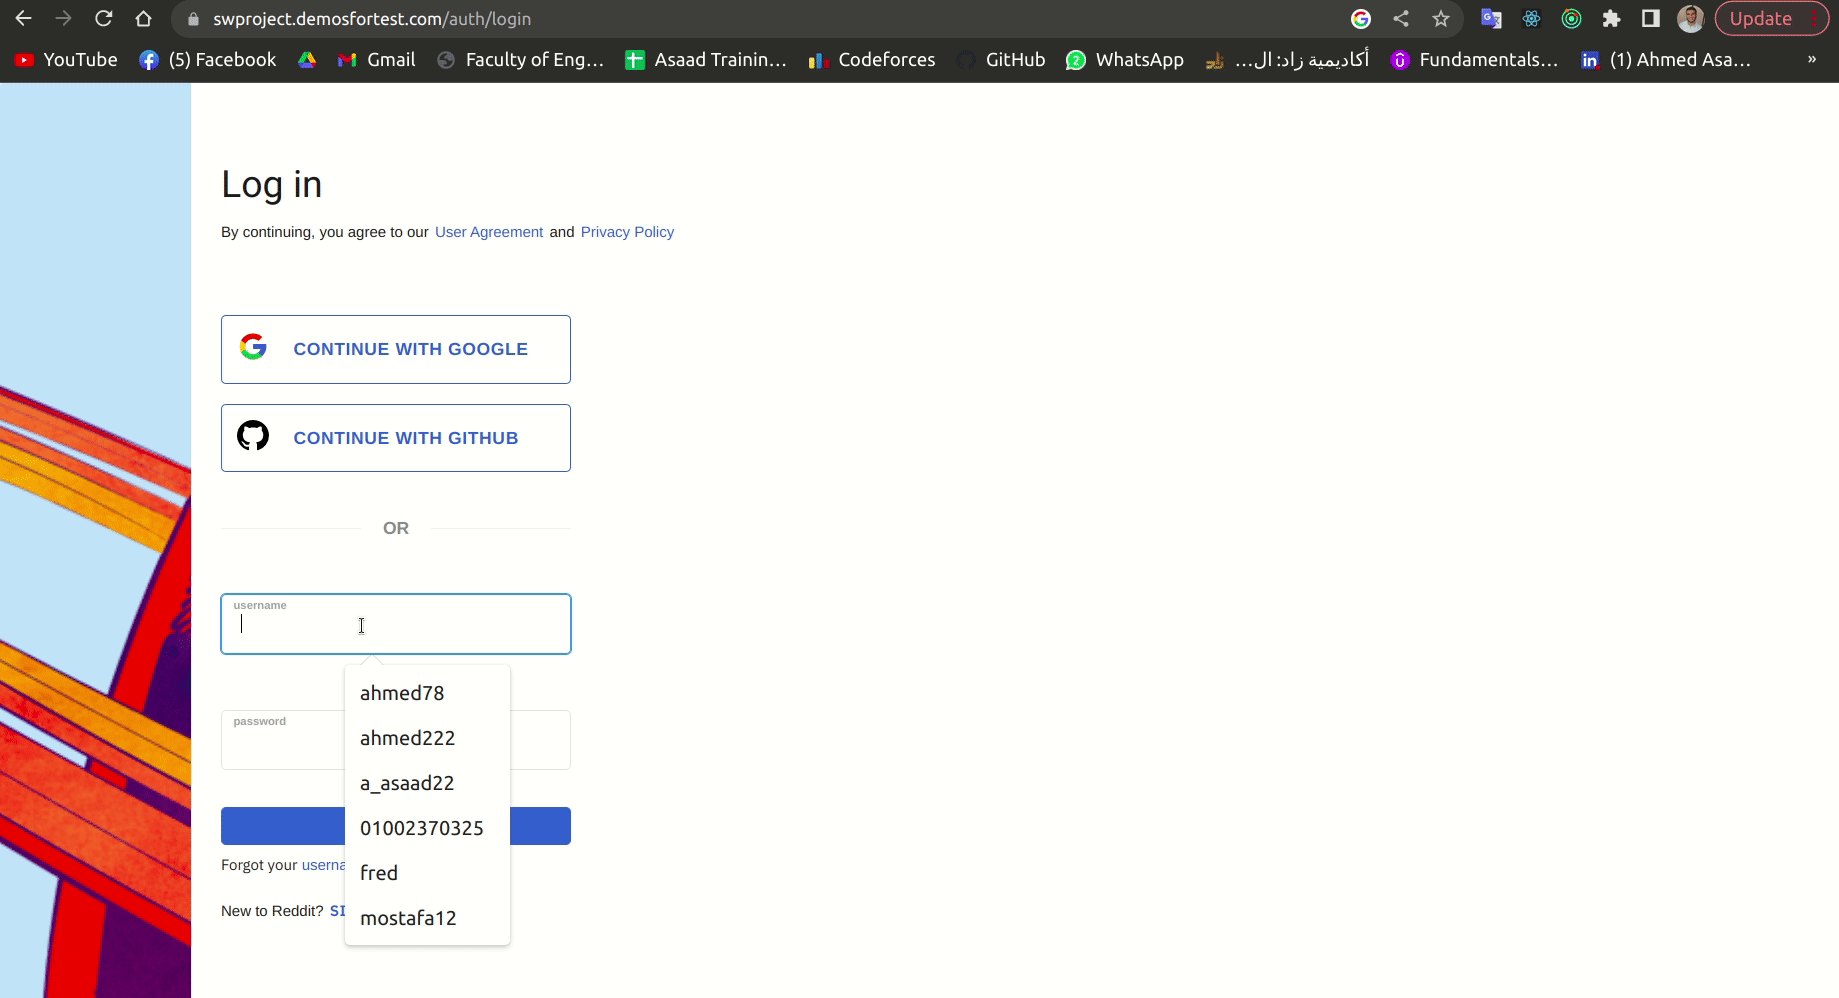 swproject.demosfortest.com/auth/login
Update
YouTube
(5) Facebook
Gmail
Faculty of Eng...
Asaad Trainin...
Codeforces
GitHub
2
WhatsApp
أكاديمية زاد: ال...
Fundamentals...
in
(1) Ahmed Asa...
»
Log in
By continuing, you agree to our User Agreement and Privacy Policy
CONTINUE WITH GOOGLE
CONTINUE WITH GITHUB
OR
username
password
ahmed78
ahmed222
a_asaad22
01002370325
fred
mostafa12
Forgot your userna
New to Reddit? SI